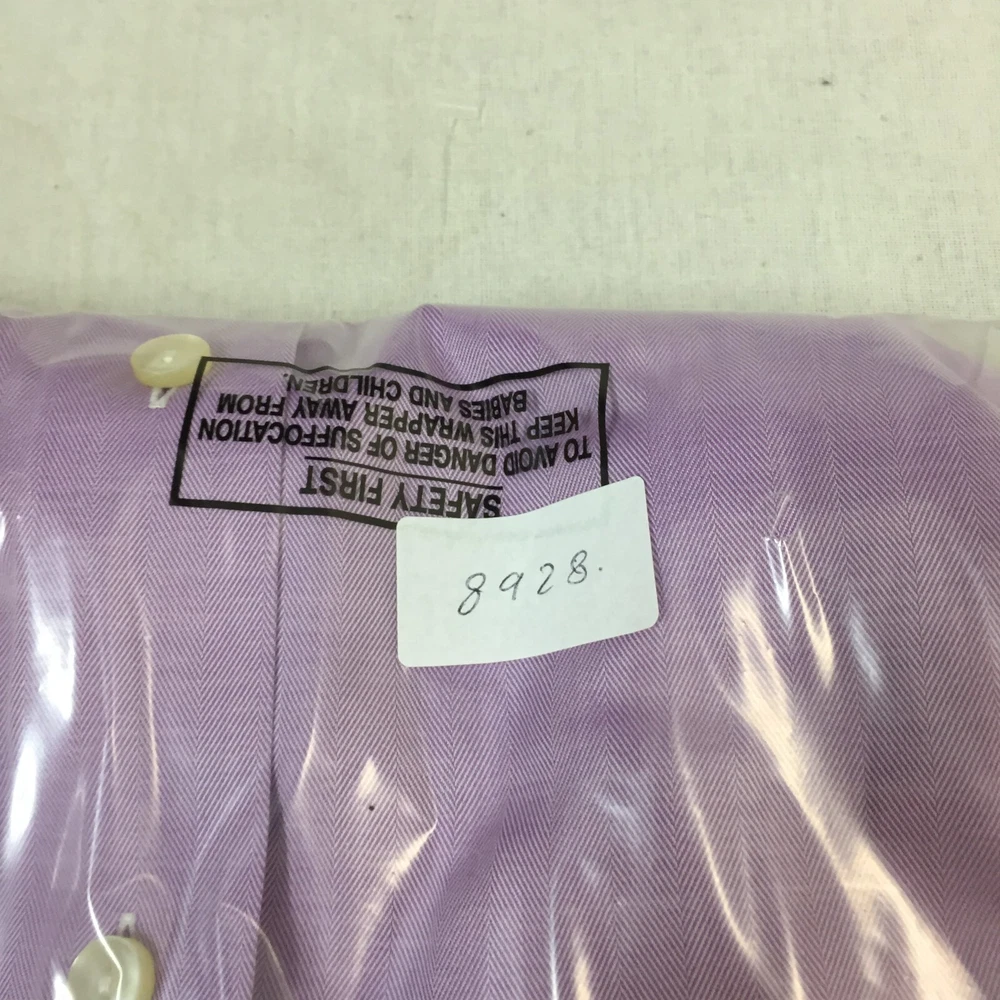 SAFETY FIRST
TO AVOID DANGER OF SUFFOCATION
KEEP THIS WRAPPER AWAY FROM
BABIES AND CHILDREN.
8928.